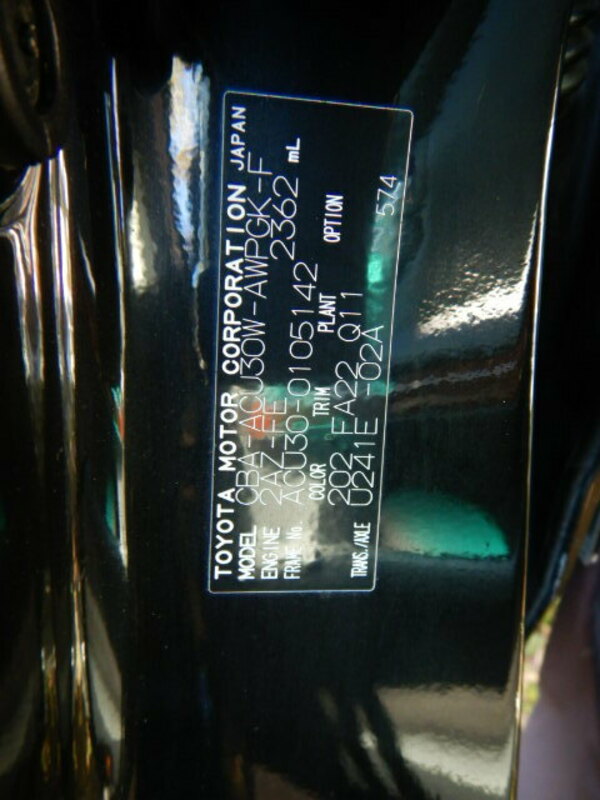 TOYOTA MOTOR CORPORATION JAPAN
MODEL CBA-ACU30W-AWPGK-F
ENGINE 2AZ-FE 2362 mL
FRAME No. ACU30-0105142
COLOR TRIM PLANT OPTION
202 FA22 Q11
TRANS./AXLE U241E -02A 574